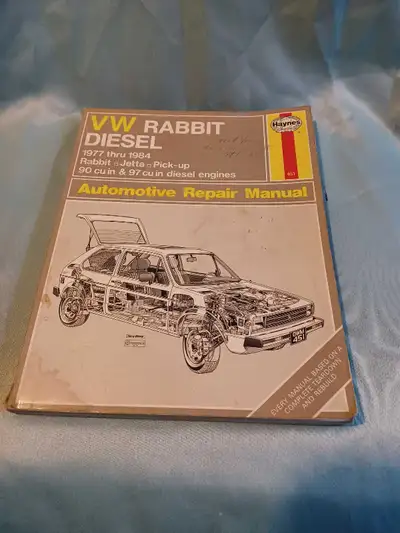 VW RABBIT
DIESEL
1977 thru 1984
Rabbit □ Jetta □ Pick-up
90 cu in & 97 cu in diesel engines
Haynes
451
Automotive Repair Manual
EVERY MANUAL BASED ON A
COMPLETE TEARDOWN
AND REBUILD